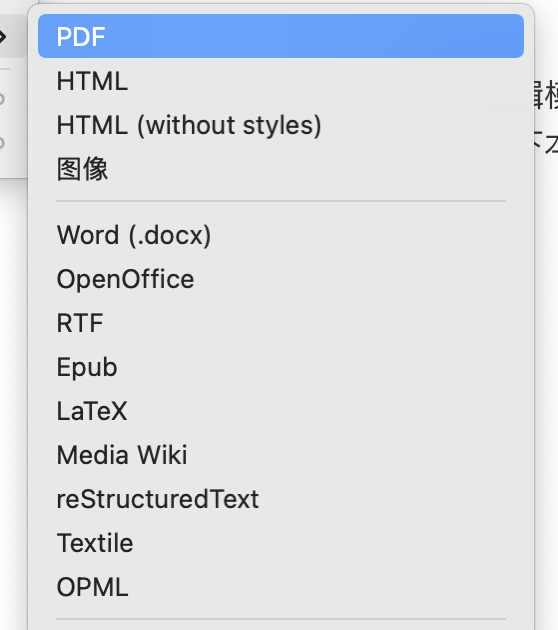 PDF
HTML
HTML (without styles)
图像
Word (.docx)
OpenOffice
RTF
Epub
LaTeX
Media Wiki
reStructuredText
Textile
OPML